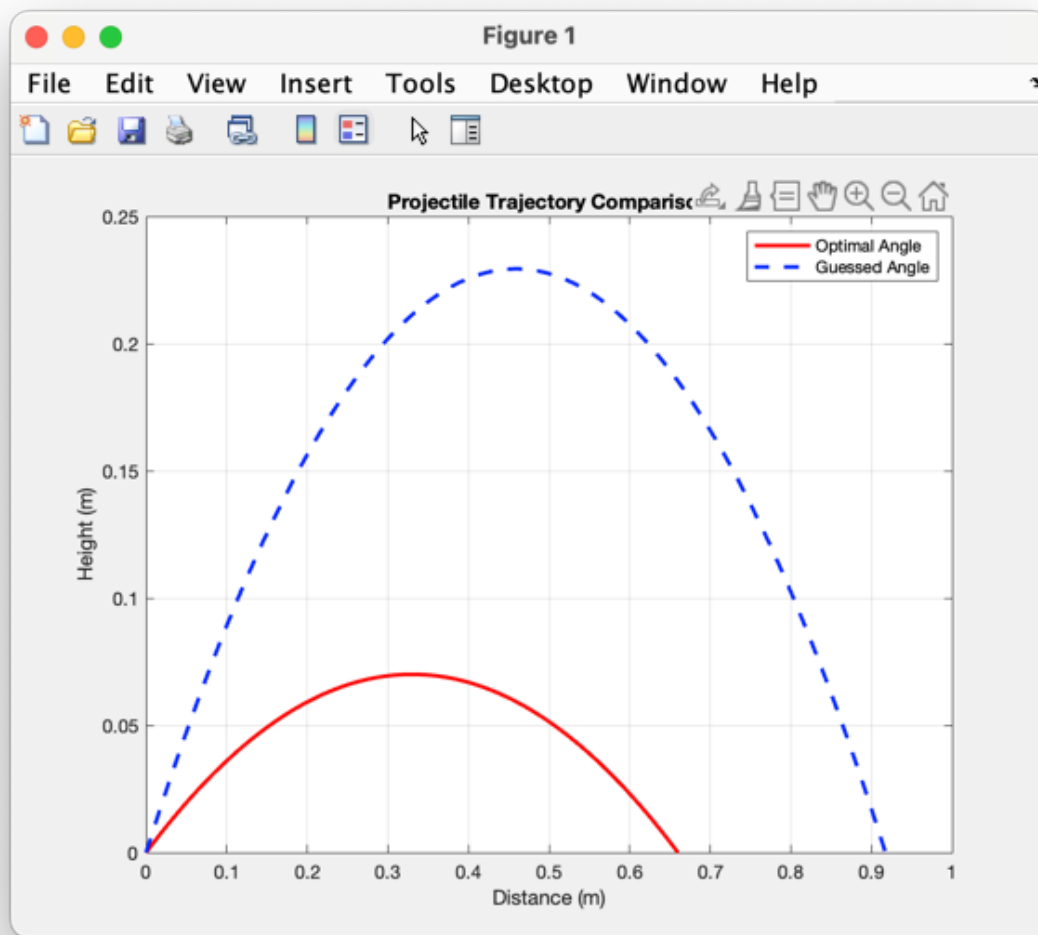 Figure 1
File Edit View Insert Tools Desktop Window Help
Projectile Trajectory
Optimal Angle
Guessed Angle
0.25
0.2
0.15
0.1
0.05
0
Height (m)
0 0.1 0.2 0.3 0.4 0.5 0.6 0.7 0.8 0.9 1
Distance (m)